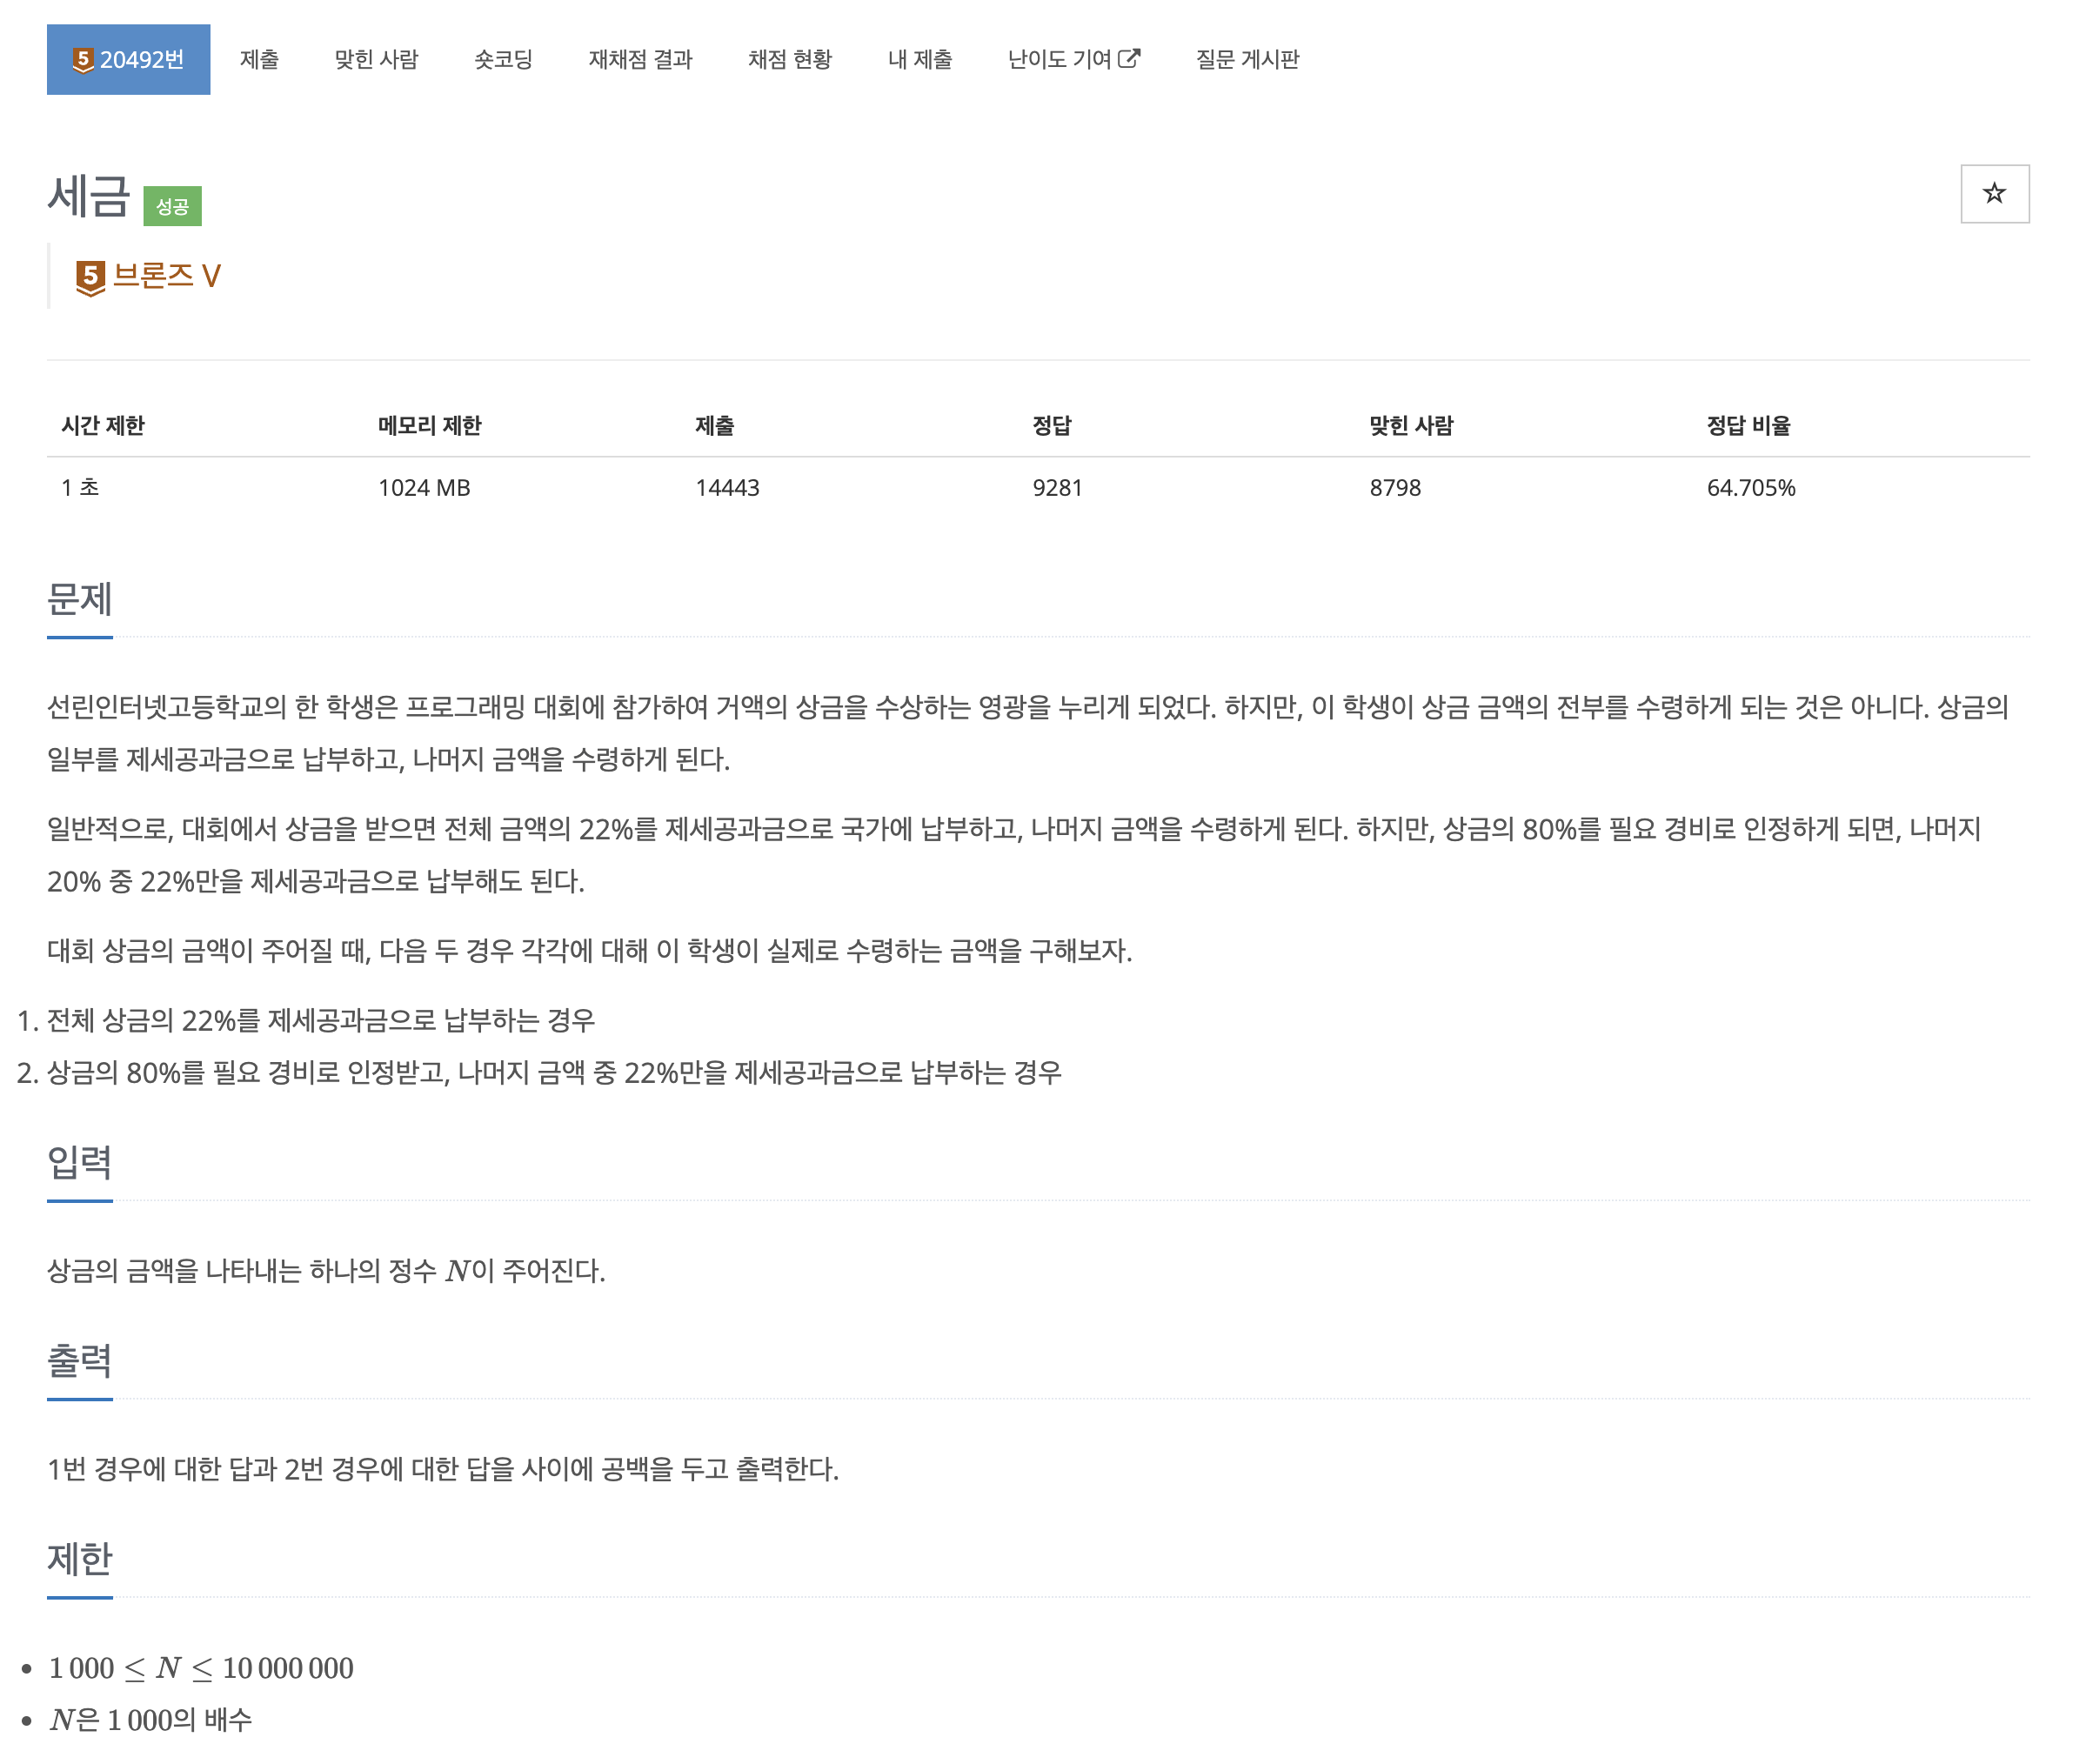 5 20492번 제출 맞힌 사람 숏코딩 재채점 결과 채점 현황 내 제출 난이도 기여 질문 게시판
세금 성공
5 브론즈 V
시간 제한 메모리 제한 제출 정답 맞힌 사람 정답 비율
1 초 1024 MB 14443 9281 8798 64.705%
문제
선린인터넷고등학교의 한 학생은 프로그래밍 대회에 참가하여 거액의 상금을 수상하는 영광을 누리게 되었다. 하지만, 이 학생이 상금 금액의 전부를 수령하게 되는 것은 아니다. 상금의
일부를 제세공과금으로 납부하고, 나머지 금액을 수령하게 된다.
일반적으로, 대회에서 상금을 받으면 전체 금액의 22%를 제세공과금으로 국가에 납부하고, 나머지 금액을 수령하게 된다. 하지만, 상금의 80%를 필요 경비로 인정하게 되면, 나머지
20% 중 22%만을 제세공과금으로 납부해도 된다.
대회 상금의 금액이 주어질 때, 다음 두 경우 각각에 대해 이 학생이 실제로 수령하는 금액을 구해보자.
1. 전체 상금의 22%를 제세공과금으로 납부하는 경우
2. 상금의 80%를 필요 경비로 인정받고, 나머지 금액 중 22%만을 제세공과금으로 납부하는 경우
입력
상금의 금액을 나타내는 하나의 정수 N이 주어진다.
출력
1번 경우에 대한 답과 2번 경우에 대한 답을 사이에 공백을 두고 출력한다.
제한
• 1 000 ≤ N ≤ 10 000 000
• N은 1 000의 배수